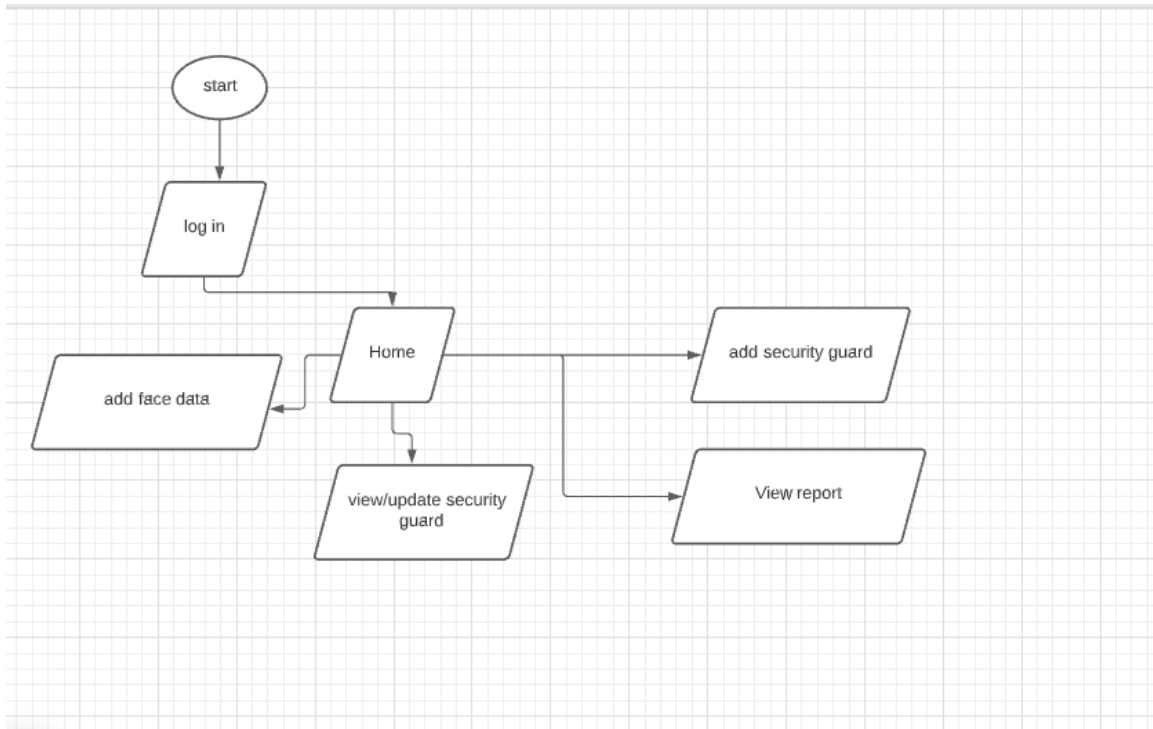 start
log in
Home
add security guard
add face data
view/update security
guard
View report